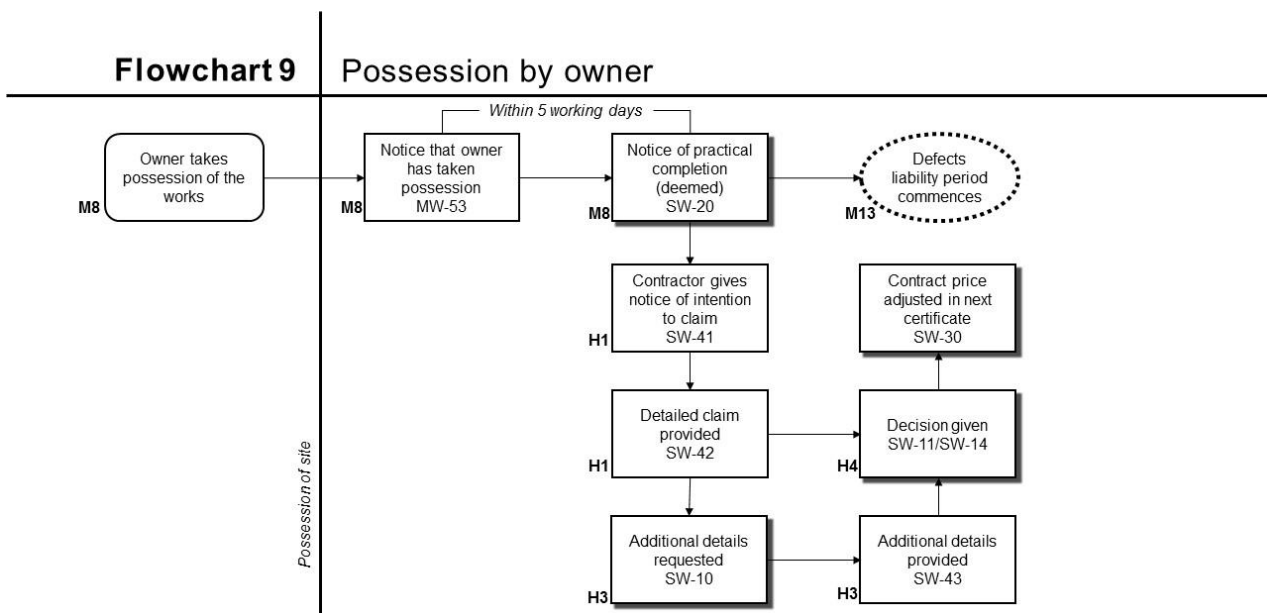 Flowchart 9
Possession by owner
Within 5 working days
Owner takes
possession of the
works
M8
Notice that owner
has taken
possession
MW-53
M8
Notice of practical
completion
(deemed)
SW-20
M8
Defects
liability period
commences
M13
Contractor gives
notice of intention
to claim
SW-41
H1
Contract price
adjusted in next
certificate
SW-30
Detailed claim
provided
SW-42
H1
Decision given
SW-11/SW-14
H4
Additional details
requested
SW-10
H3
Additional details
provided
SW-43
H3
Possession of site